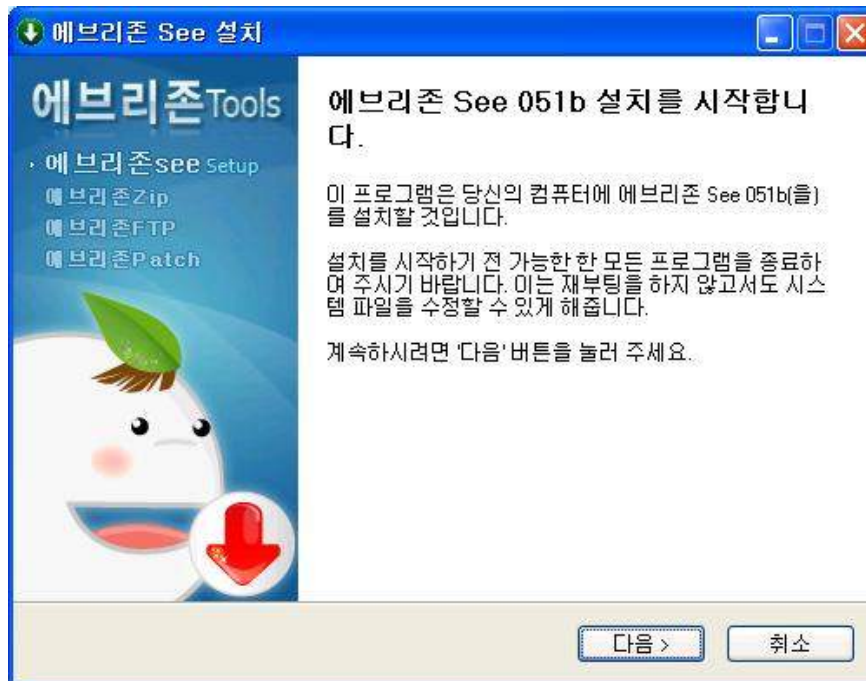 에브리존 See 설치
에브리존Tools
· 에브리존see Setup
에브리존Zip
에브리존FTP
에브리존Patch
에브리존 See 051b 설치를 시작합니
다.
이 프로그램은 당신의 컴퓨터에 에브리존 See 051b(을)
를 설치할 것입니다.
설치를 시작하기 전 가능한 한 모든 프로그램을 종료하
여 주시기 바랍니다. 이는 재부팅을 하지 않고서도 시스
템 파일을 수정할 수 있게 해줍니다.
계속하시려면 '다음' 버튼을 눌러 주세요.
다음 >
취소